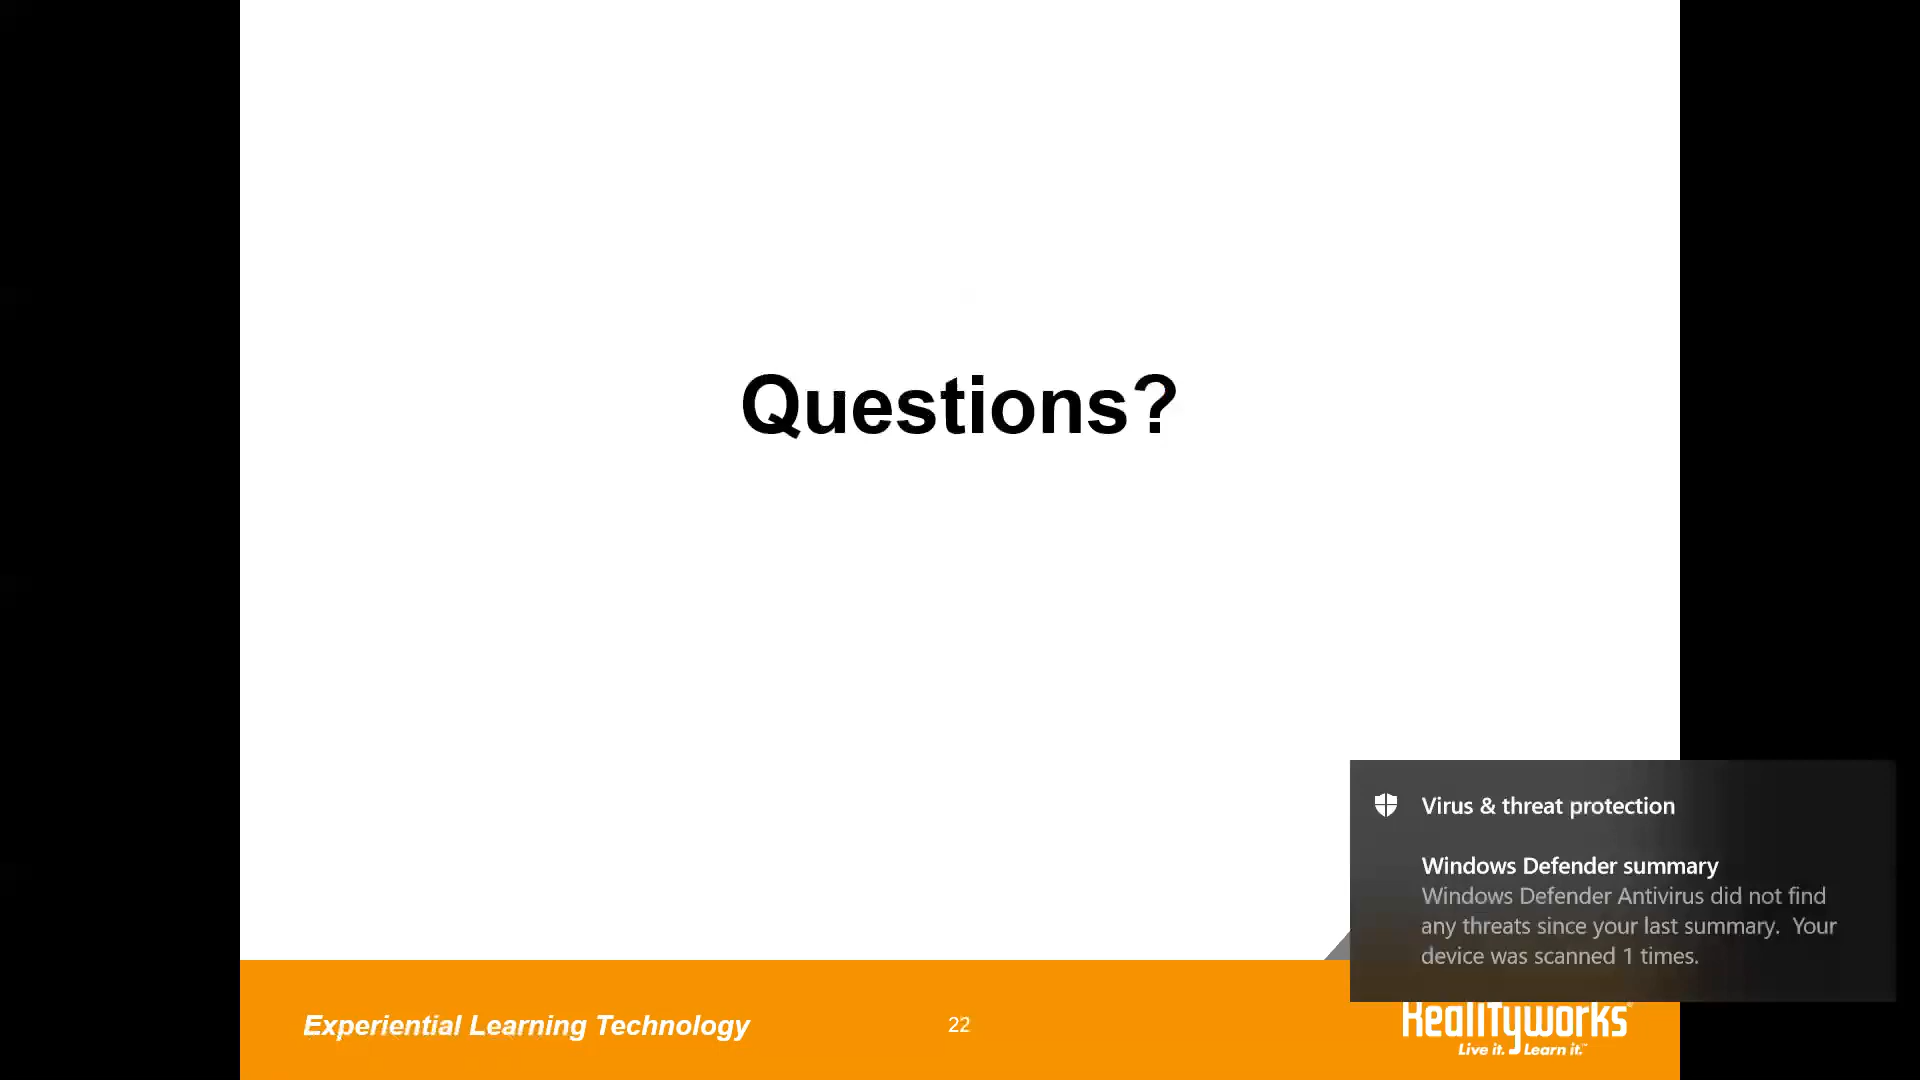 Questions?
Virus & threat protection
Windows Defender summary
Windows Defender Antivirus did not find
any threats since your last summary.  Your
device was scanned 1 times.
Experiential Learning Technology
22
Realityworks
Live it. Learn it.™